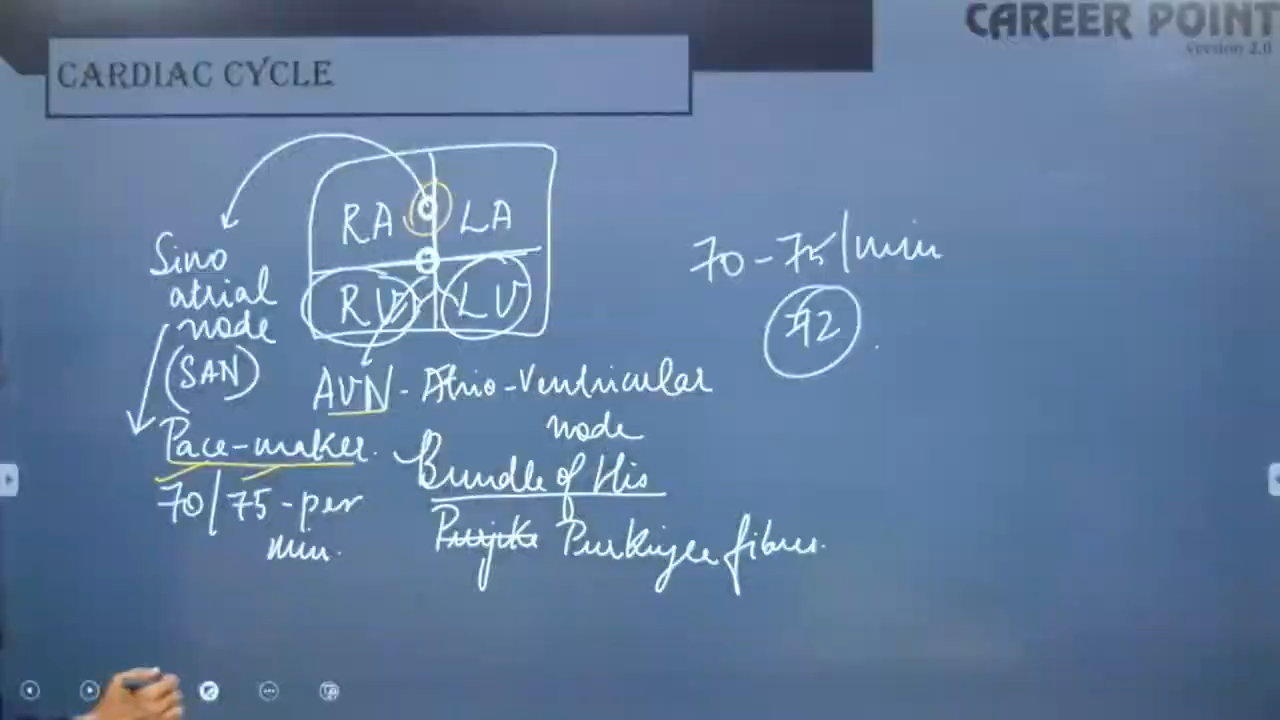 CAREER POINT
Version 2.0
CARDIAC CYCLE
RA LA
RV LV
Sino
atrial
node
(SAN)
Pace-maker.
70/75-per
min.
AVN - Atrio-Ventricular
node
Bundle of His
Purkinjee fibres.
70-75/min
72